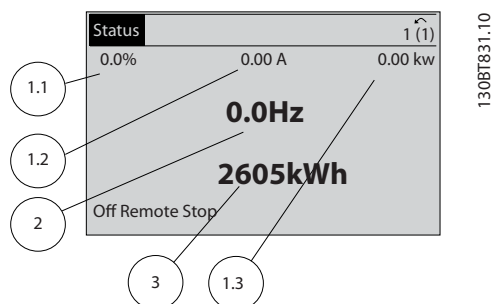 Status 1 (1)
0.0% 0.00 A 0.00 kw
0.0Hz
2605kWh
Off Remote Stop
1.1
1.2
2
3
1.3
130BT831.10